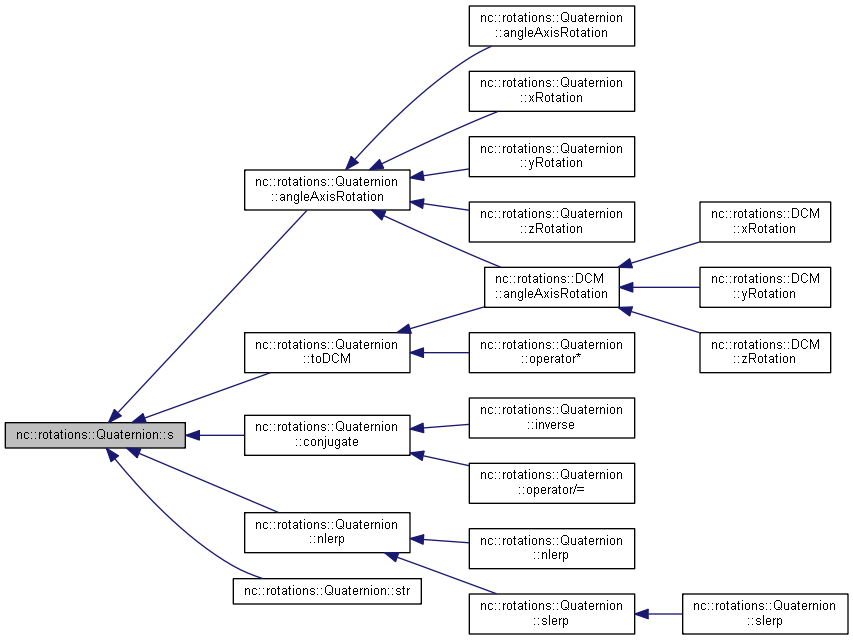 nc::rotations::Quaternion
::angleAxisRotation
nc::rotations::Quaternion
::xRotation
nc::rotations::Quaternion
::yRotation
nc::rotations::Quaternion
::angleAxisRotation
nc::rotations::Quaternion
::zRotation
nc::rotations::DCM
::xRotation
nc::rotations::DCM
::angleAxisRotation
nc::rotations::DCM
::yRotation
nc::rotations::Quaternion
::toDCM
nc::rotations::Quaternion
::operator*
nc::rotations::DCM
::zRotation
nc::rotations::Quaternion::s
nc::rotations::Quaternion
::conjugate
nc::rotations::Quaternion
::inverse
nc::rotations::Quaternion
::operator/=
nc::rotations::Quaternion
::nlerp
nc::rotations::Quaternion
::nlerp
nc::rotations::Quaternion::str
nc::rotations::Quaternion
::slerp
nc::rotations::Quaternion
::slerp